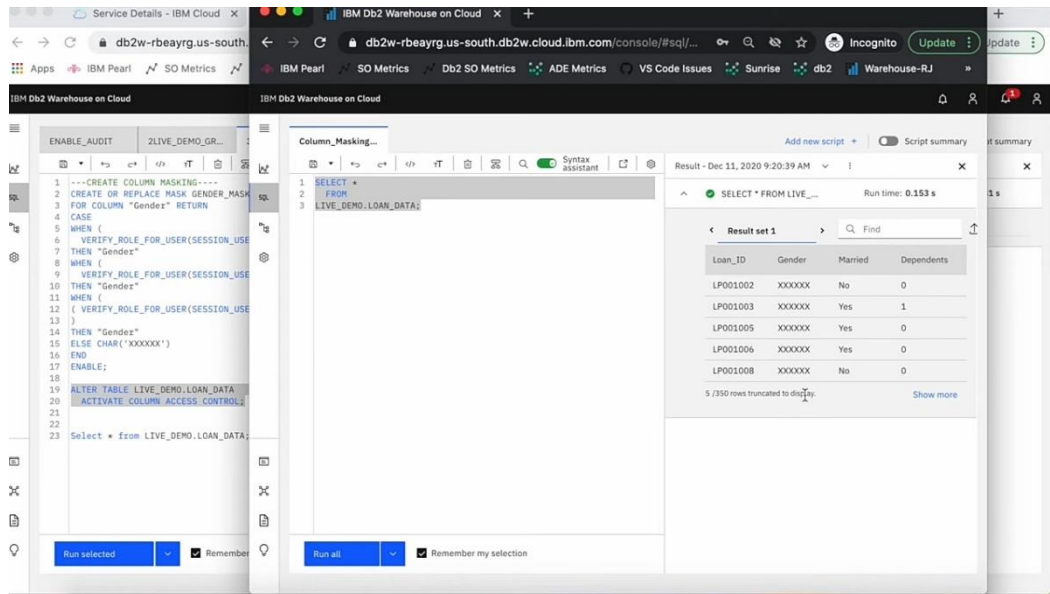 Service Details - IBM Cloud
IBM Db2 Warehouse on Cloud
db2w-rbeayrg.us-south.
db2w-rbeayrg.us-south.db2w.cloud.ibm.com/console/#sql/...
Incognito
Update
Update
Apps
IBM Pearl
SO Metrics
IBM Pearl
SO Metrics
Db2 SO Metrics
ADE Metrics
VS Code Issues
Sunrise
db2
Warehouse-RJ
»
IBM Db2 Warehouse on Cloud
IBM Db2 Warehouse on Cloud
1
ENABLE_AUDIT
2LIVE_DEMO_GR...
SQL
1 ---CREATE COLUMN MASKING----
2 CREATE OR REPLACE MASK GENDER_MASK
3 FOR COLUMN "Gender" RETURN
4 CASE
5 WHEN (
6 VERIFY_ROLE_FOR_USER(SESSION_USE
7 THEN "Gender"
8 WHEN (
9 VERIFY_ROLE_FOR_USER(SESSION_USE
10 THEN "Gender"
11 WHEN (
12 ( VERIFY_ROLE_FOR_USER(SESSION_USE
13 )
14 THEN "Gender"
15 ELSE CHAR('XXXXXX')
16 END
17 ENABLE;
18
19 ALTER TABLE LIVE_DEMO.LOAN_DATA
20 ACTIVATE COLUMN ACCESS CONTROL;
21
22
23 Select * from LIVE_DEMO.LOAN_DATA;
Run selected
Remember
Column_Masking...
Add new script +
Script summary
t summary
SQL
Syntax assistant
1 SELECT *
2 FROM
3 LIVE_DEMO.LOAN_DATA;
Run all
Remember my selection
Result - Dec 11, 2020 9:20:39 AM
SELECT * FROM LIVE_...
Run time: 0.153 s
1 s
Result set 1
Find
Loan_ID Gender Married Dependents
LP001002 XXXXXX No 0
LP001003 XXXXXX Yes 1
LP001005 XXXXXX Yes 0
LP001006 XXXXXX Yes 0
LP001008 XXXXXX No 0
5 /350 rows truncated to display.
Show more